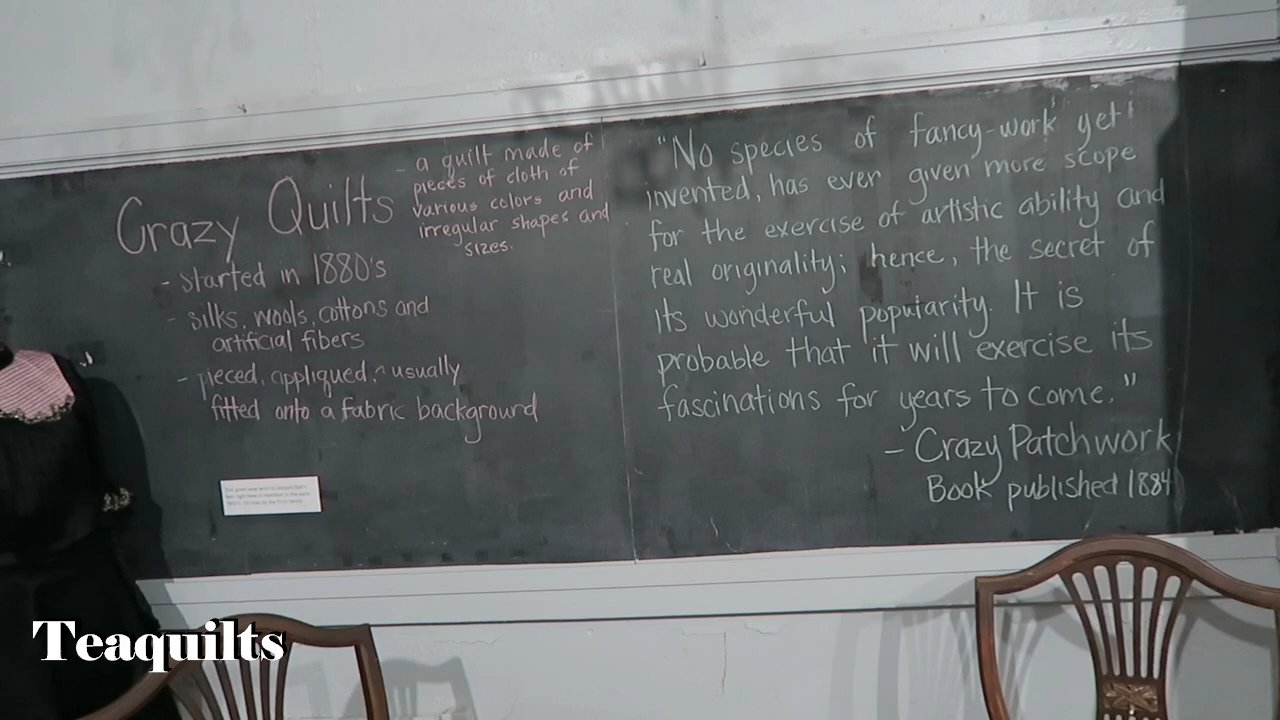 Crazy Quilts
- a quilt made of
pieces of cloth of
various colors and
irregular shapes and
sizes.
- started in 1880's
- silks, wools, cottons and
artificial fibers
- pieced, appliqued, ^ usually
fitted onto a fabric background
"No species of fancy-work yet
invented, has ever given more scope
for the exercise of artistic ability and
real originality; hence, the secret of
its wonderful popularity. It is
probable that it will exercise its
fascinations for years to come."
- Crazy Patchwork
Book published 1884
Teaquilts